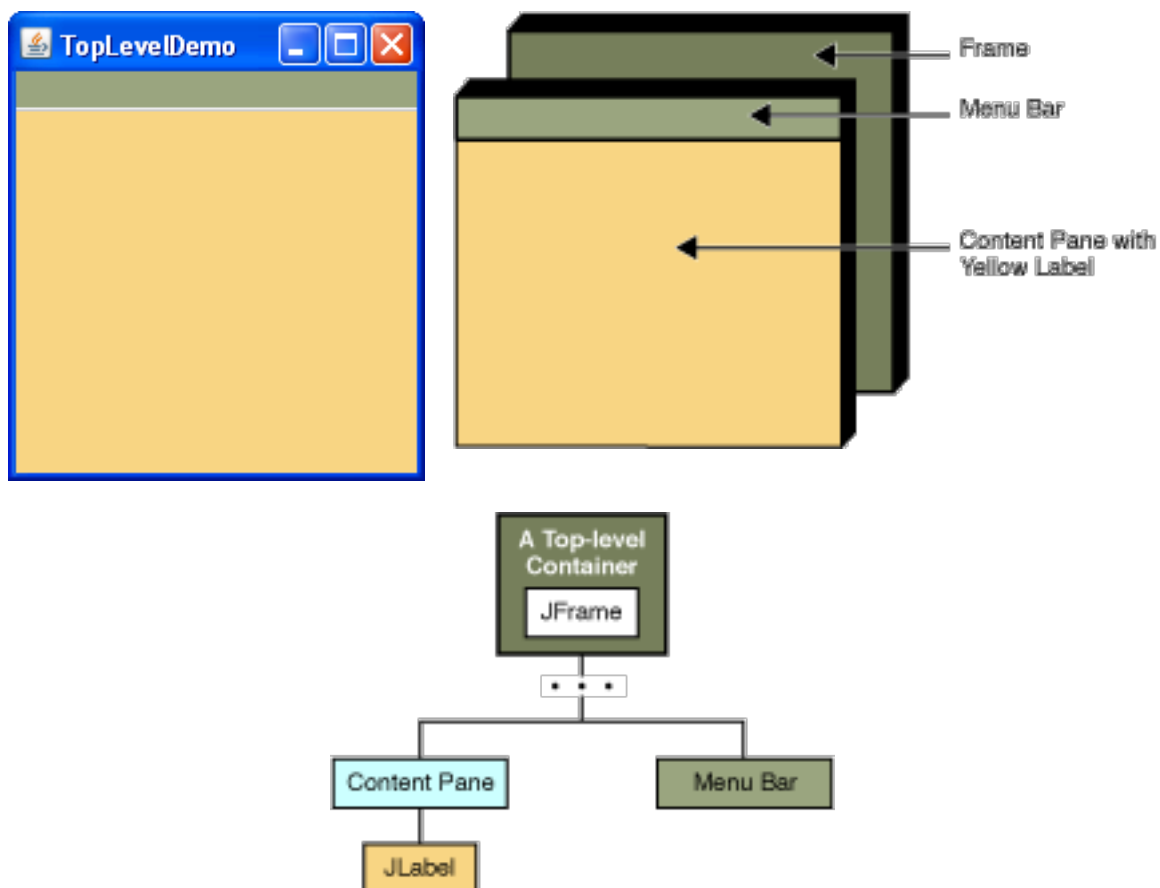 TopLevelDemo
Frame
Menu Bar
Content Pane with
Yellow Label
A Top-level
Container
JFrame
Content Pane
Menu Bar
JLabel